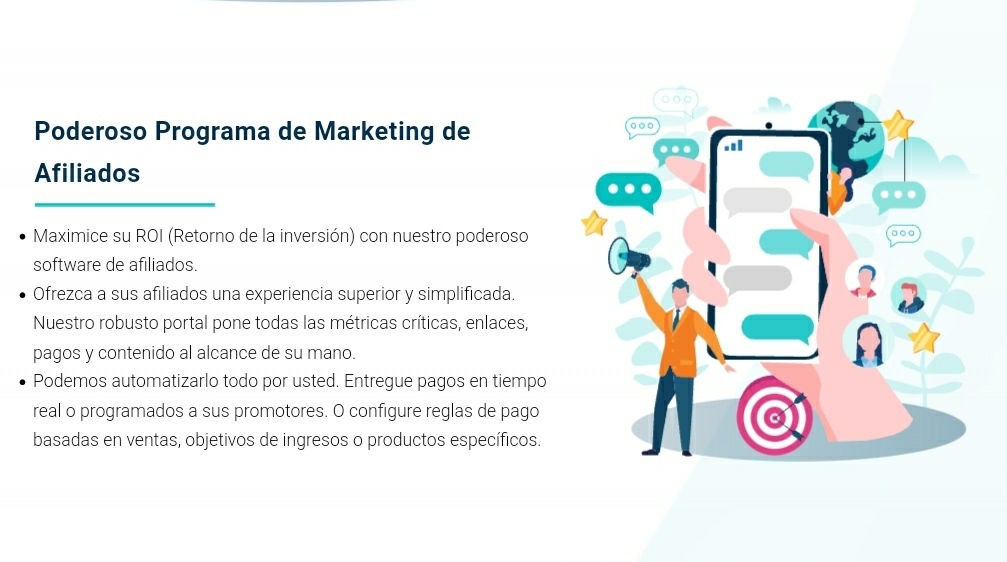 Poderoso Programa de Marketing de
Afiliados
• Maximice su ROI (Retorno de la inversión) con nuestro poderoso
software de afiliados.
• Ofrezca a sus afiliados una experiencia superior y simplificada.
Nuestro robusto portal pone todas las métricas críticas, enlaces,
pagos y contenido al alcance de su mano.
• Podemos automatizarlo todo por usted. Entregue pagos en tiempo
real o programados a sus promotores. O configure reglas de pago
basadas en ventas, objetivos de ingresos o productos específicos.